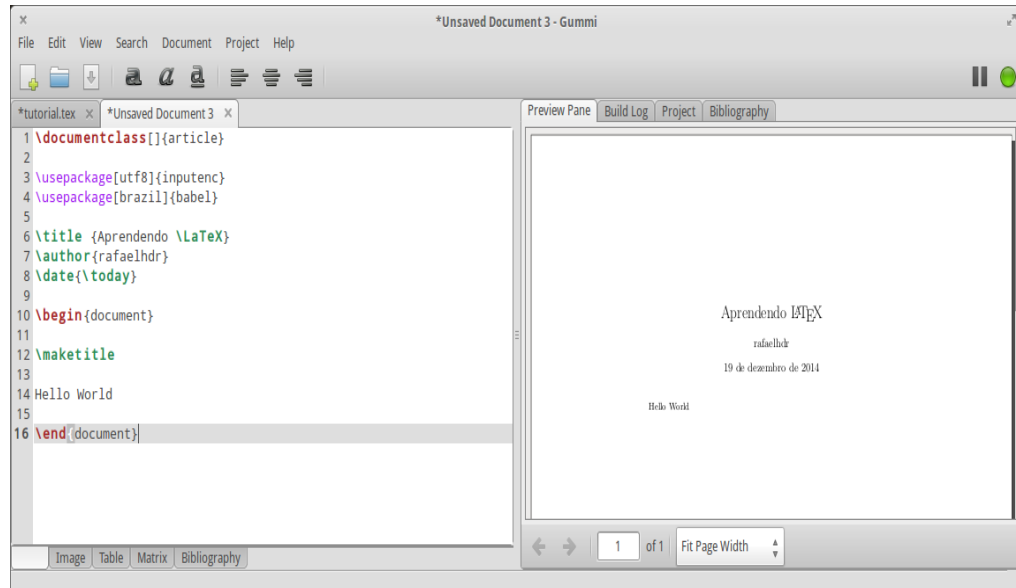 *Unsaved Document 3 - Gummi
File Edit View Search Document Project Help
a a a
*tutorial.tex x *Unsaved Document 3 x
1 \documentclass[]{article}
2
3 \usepackage[utf8]{inputenc}
4 \usepackage[brazil]{babel}
5
6 \title {Aprendendo \LaTeX}
7 \author{rafaelhdr}
8 \date{\today}
9
10 \begin{document}
11
12 \maketitle
13
14 Hello World
15
16 \end{document}
Image Table Matrix Bibliography
Preview Pane Build Log Project Bibliography
Aprendendo LATEX
rafaelhdr
19 de dezembro de 2014
Hello World
1 of 1 Fit Page Width